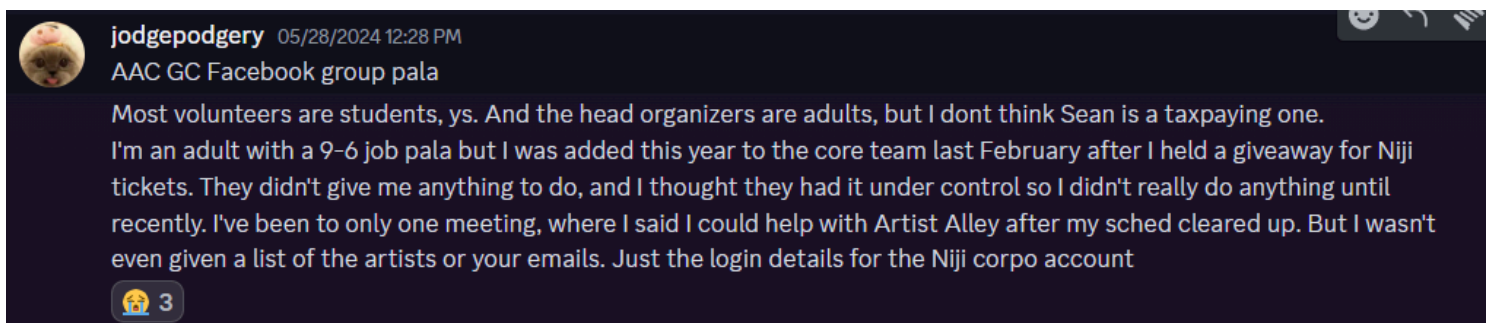 jodgepodgery 05/28/2024 12:28 PM
AAC GC Facebook group pala
Most volunteers are students, ys. And the head organizers are adults, but I dont think Sean is a taxpaying one.
I'm an adult with a 9-6 job pala but I was added this year to the core team last February after I held a giveaway for Niji
tickets. They didn't give me anything to do, and I thought they had it under control so I didn't really do anything until
recently. I've been to only one meeting, where I said I could help with Artist Alley after my sched cleared up. But I wasn't
even given a list of the artists or your emails. Just the login details for the Niji corpo account
😭 3